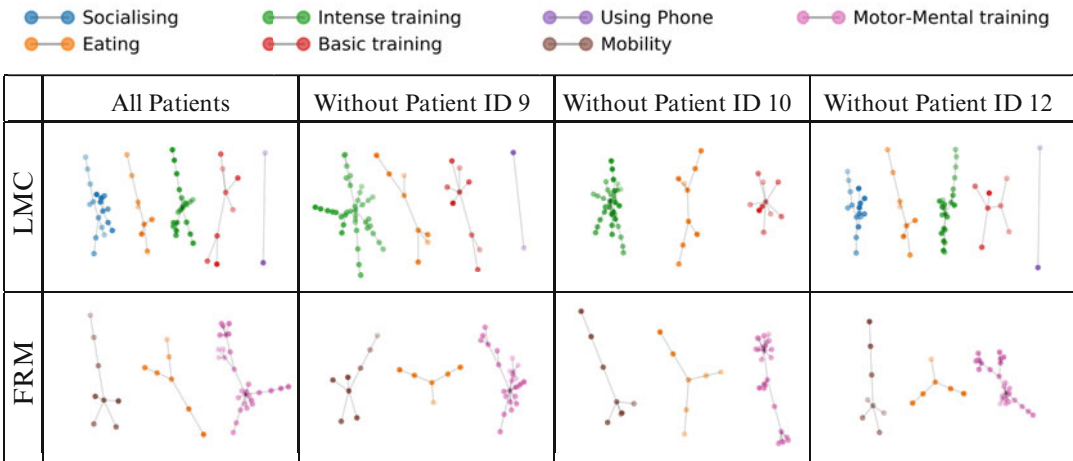 Socialising Intense training Using Phone Motor-Mental training
Eating Basic training Mobility
All Patients Without Patient ID 9 Without Patient ID 10 Without Patient ID 12
LMC
FRM